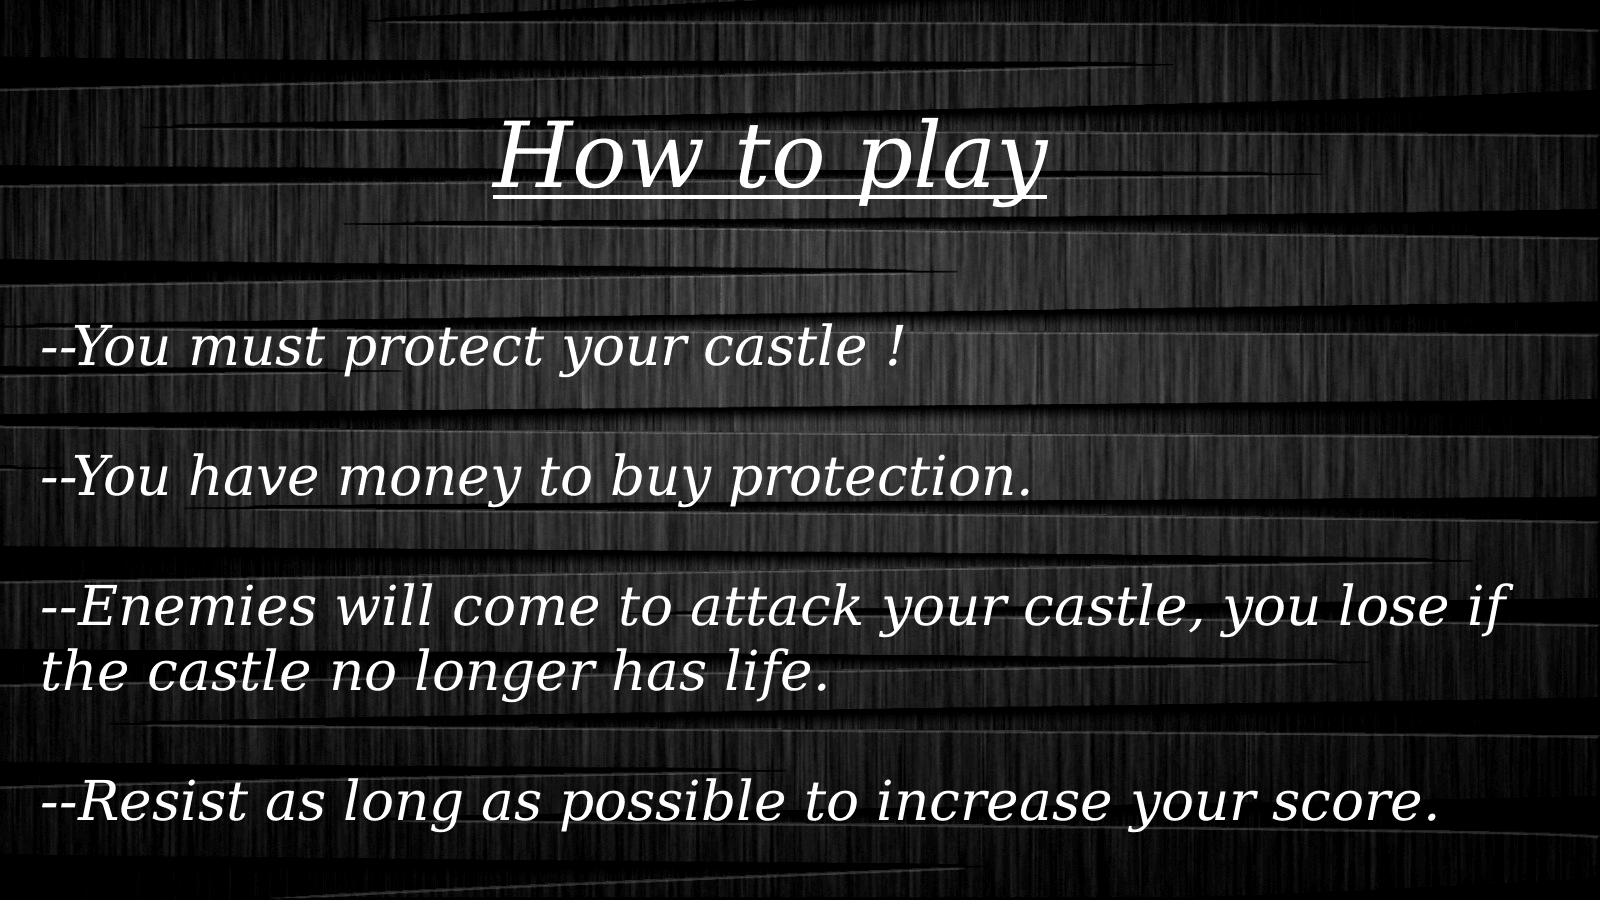 How to play
--You must protect your castle !
--You have money to buy protection.
--Enemies will come to attack your castle, you lose if
the castle no longer has life.
--Resist as long as possible to increase your score.